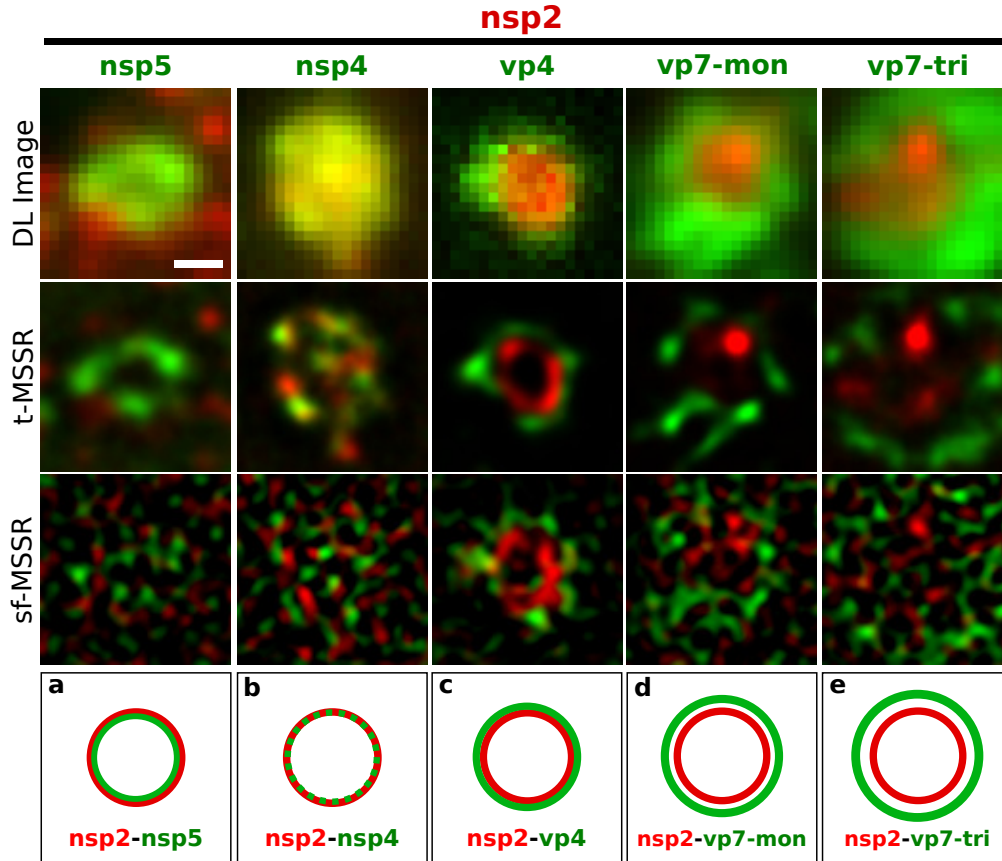 nsp2
nsp5 nsp4 vp4 vp7-mon vp7-tri
DL Image
t-MSSR
sf-MSSR
a b c d e
nsp2-nsp5 nsp2-nsp4 nsp2-vp4 nsp2-vp7-mon nsp2-vp7-tri